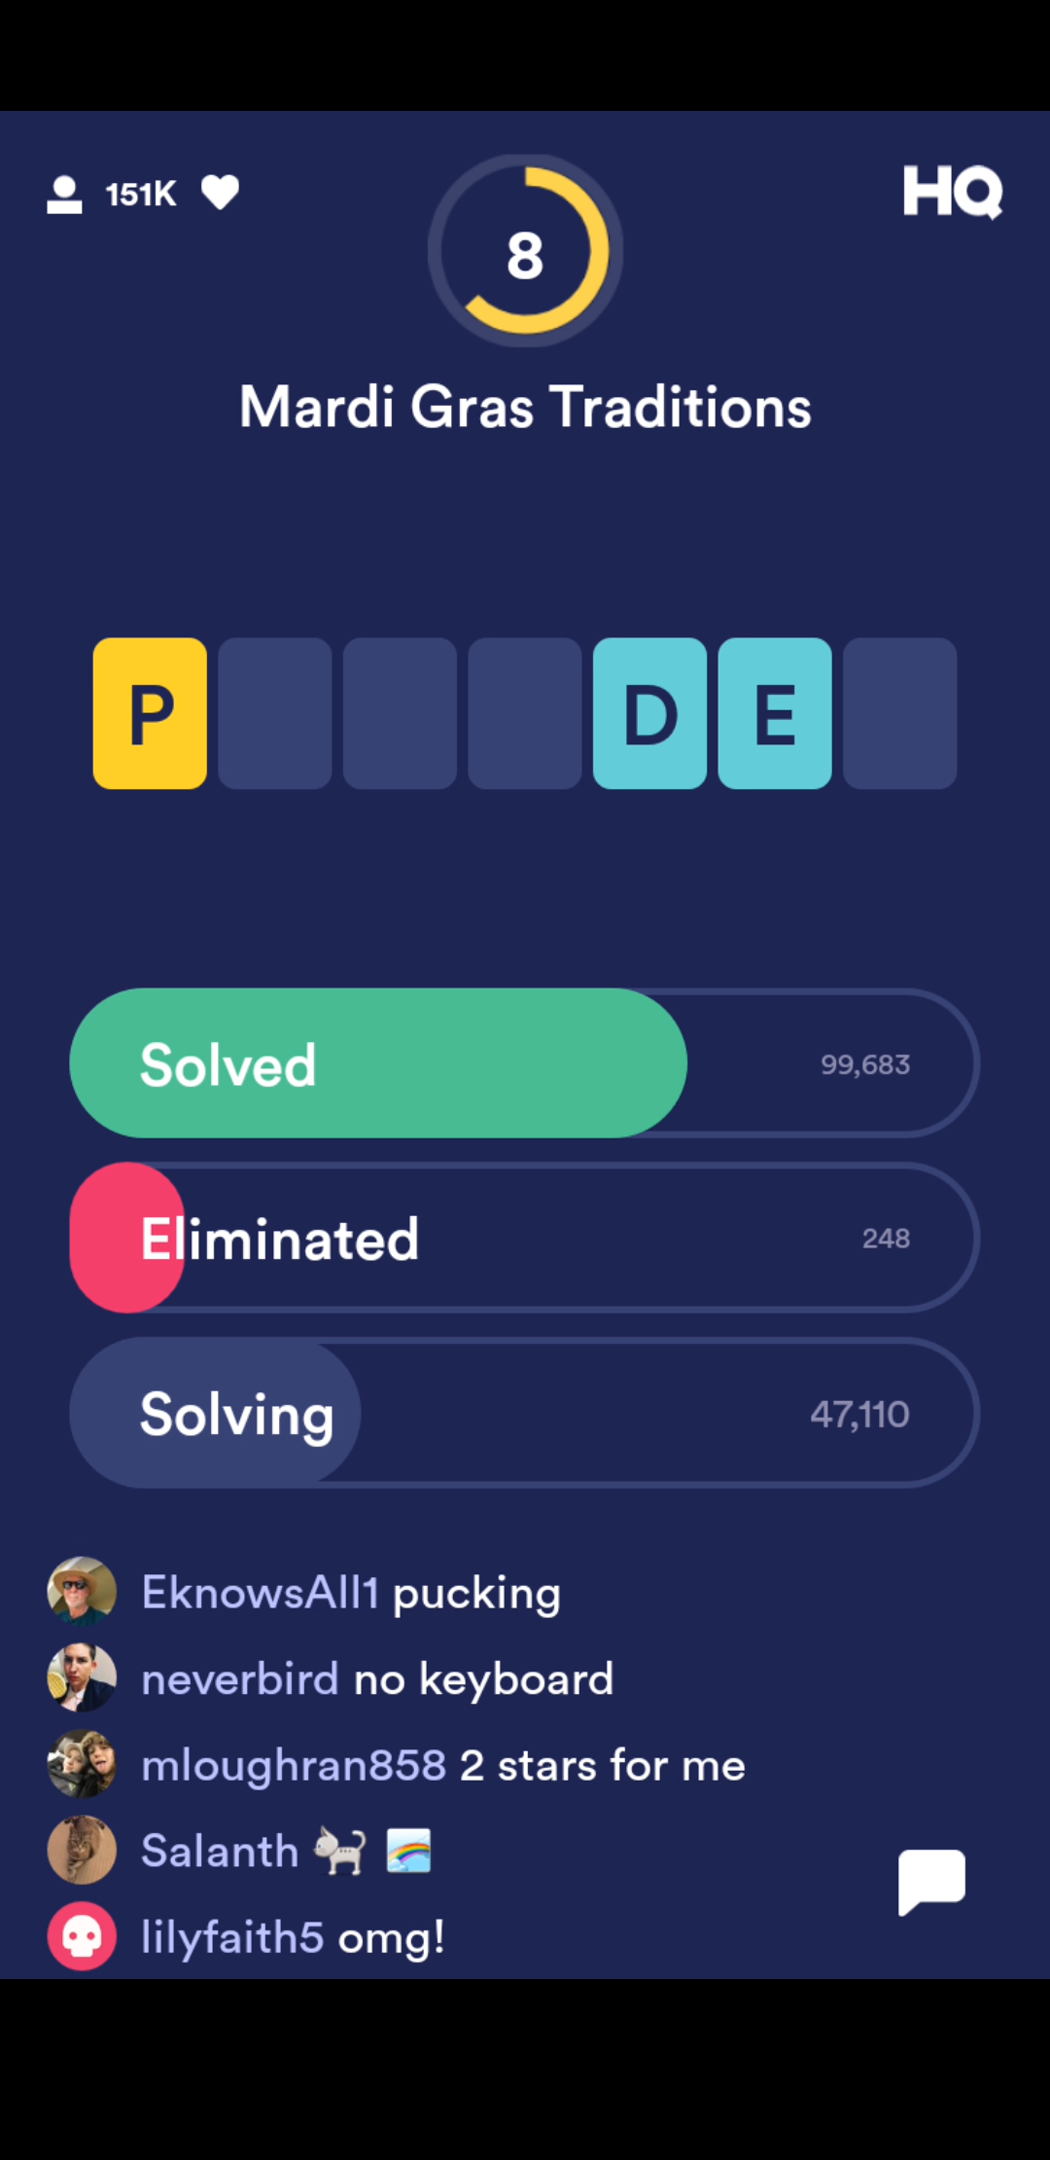 151K
HQ
8
Mardi Gras Traditions
P D E
Solved 99,683
Eliminated 248
Solving 47,110
EknowsAll1 pucking
neverbird no keyboard
mloughran858 2 stars for me
Salanth 🐈 🌈
lilyfaith5 omg!